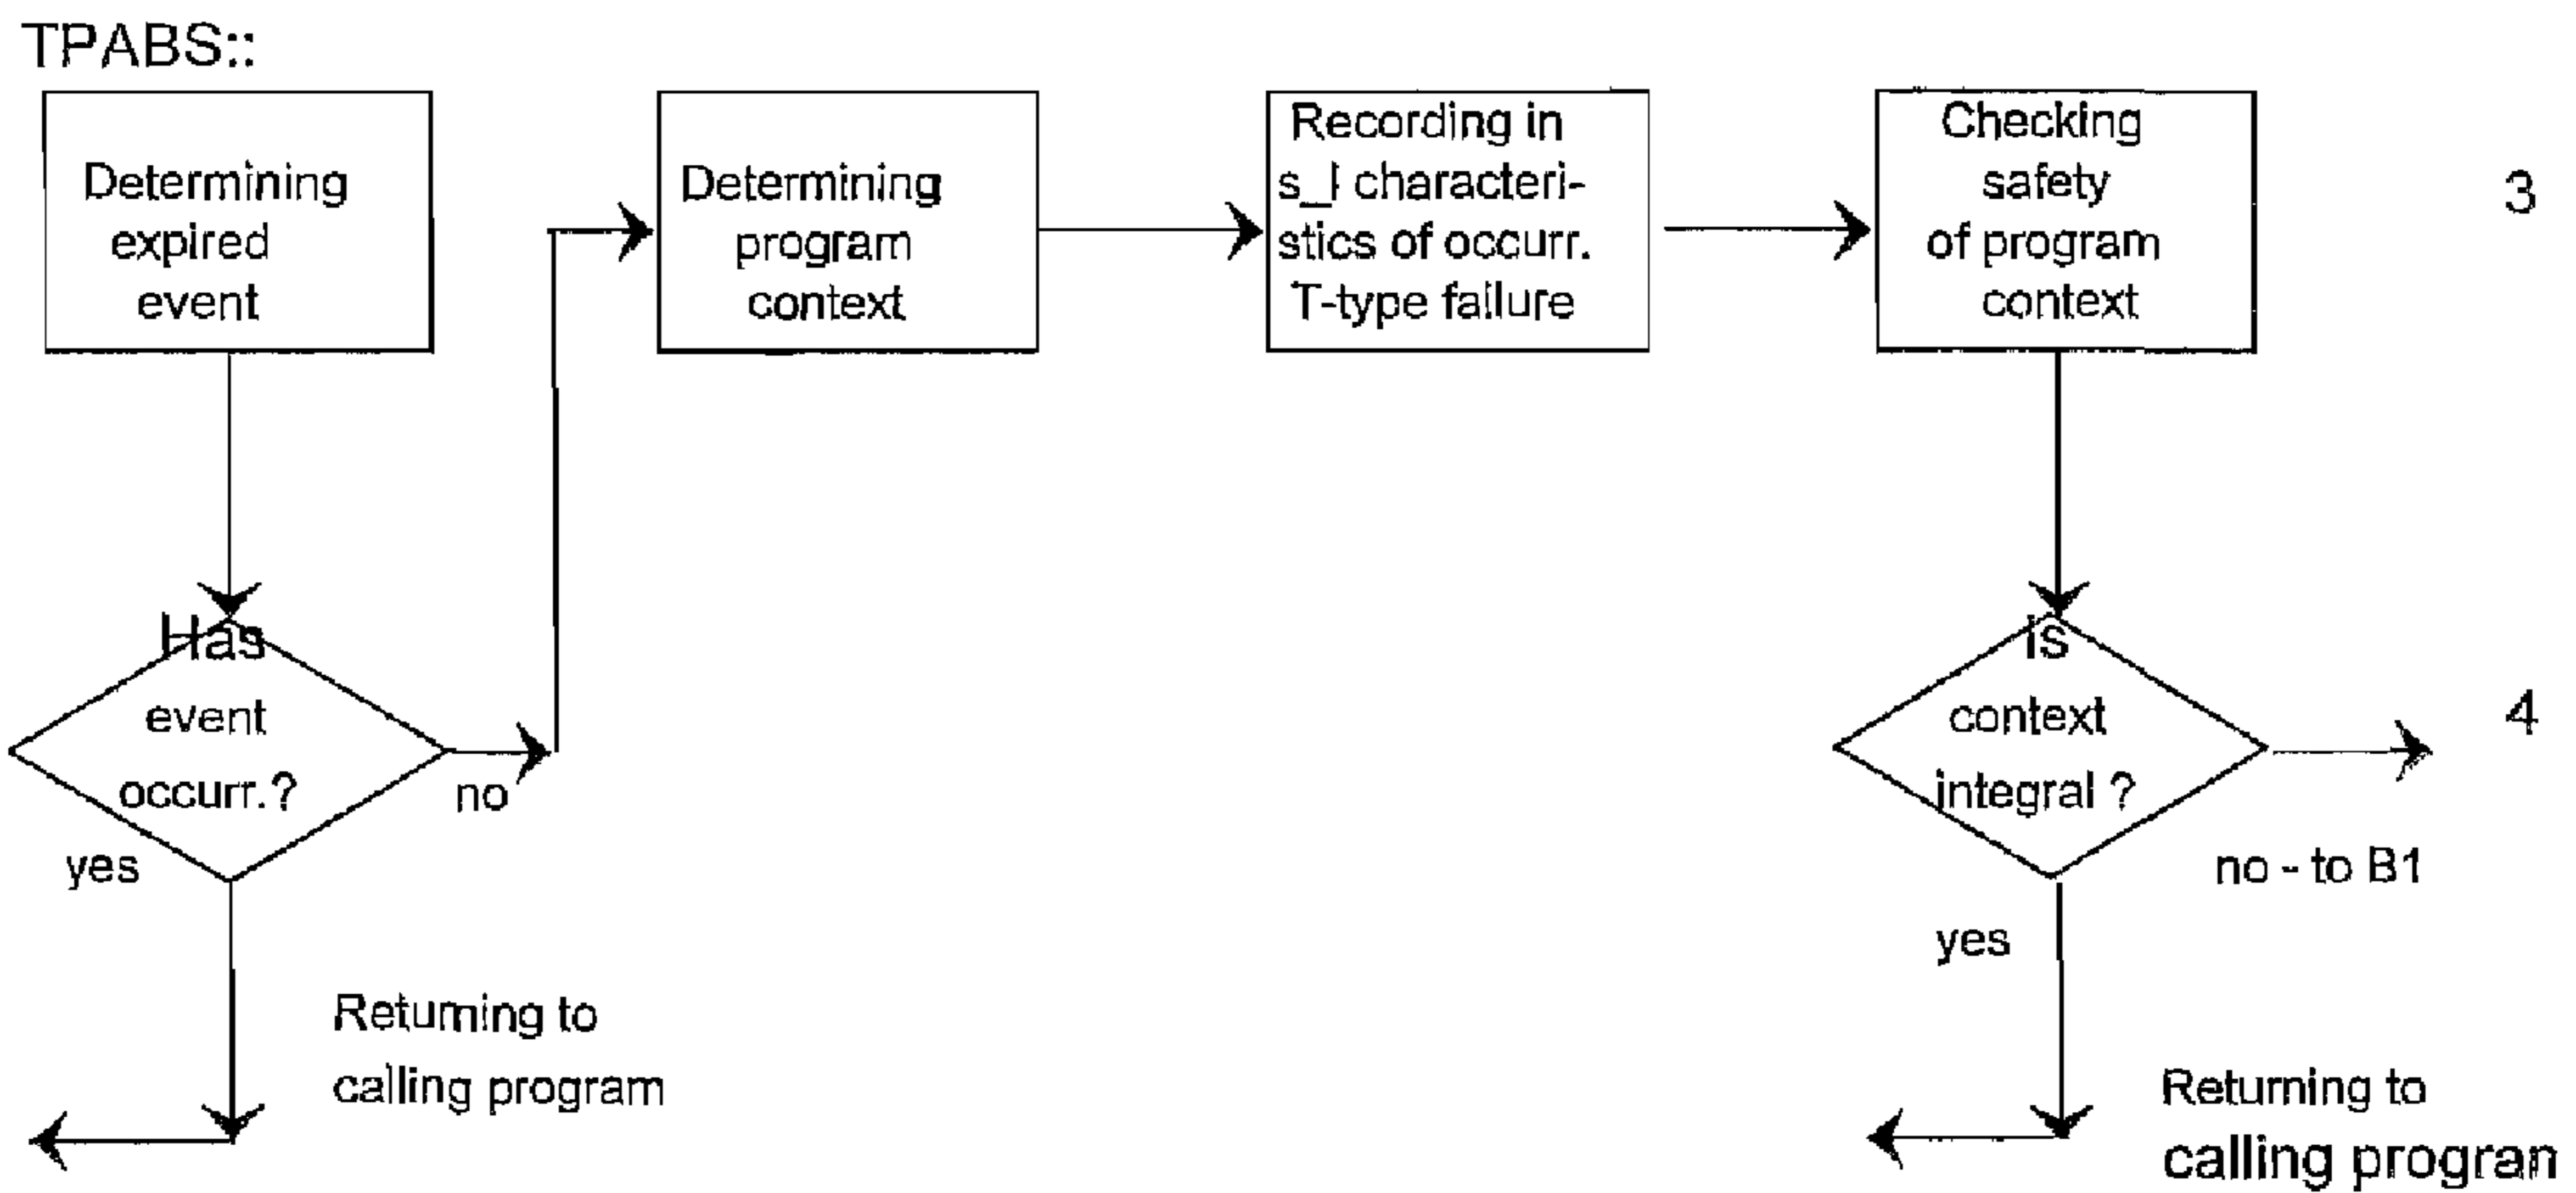 TPABS::
Determining
expired
event
Determining
program
context
Recording in
s_l characteri-
stics of occurr.
T-type failure
Checking
safety
of program
context
3
Has
event
occurr.?
no
yes
Returning to
calling program
is
context
integral ?
4
no - to B1
yes
Returning to
calling progran